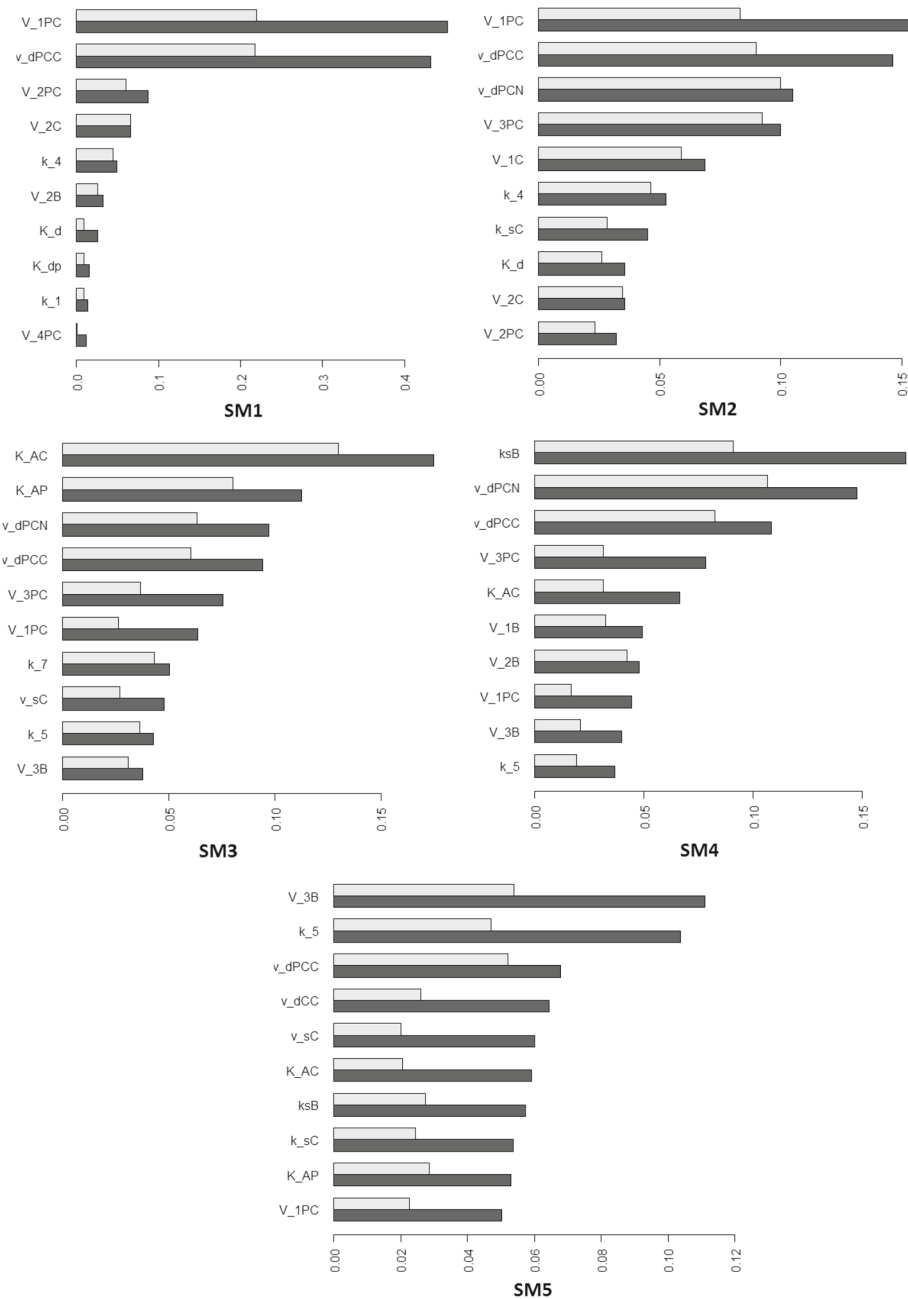 V_1PC
v_dPCC
V_2PC
V_2C
k_4
V_2B
K_d
K_dp
k_1
V_4PC
0.0 0.1 0.2 0.3 0.4
SM1
V_1PC
v_dPCC
v_dPCN
V_3PC
V_1C
k_4
k_sC
K_d
V_2C
V_2PC
0.00 0.05 0.10 0.15
SM2
K_AC
K_AP
v_dPCN
v_dPCC
V_3PC
V_1PC
k_7
v_sC
k_5
V_3B
0.00 0.05 0.10 0.15
SM3
ksB
v_dPCN
v_dPCC
V_3PC
K_AC
V_1B
V_2B
V_1PC
V_3B
k_5
0.00 0.05 0.10 0.15
SM4
V_3B
k_5
v_dPCC
v_dCC
v_sC
K_AC
ksB
k_sC
K_AP
V_1PC
0.00 0.02 0.04 0.06 0.08 0.10 0.12
SM5